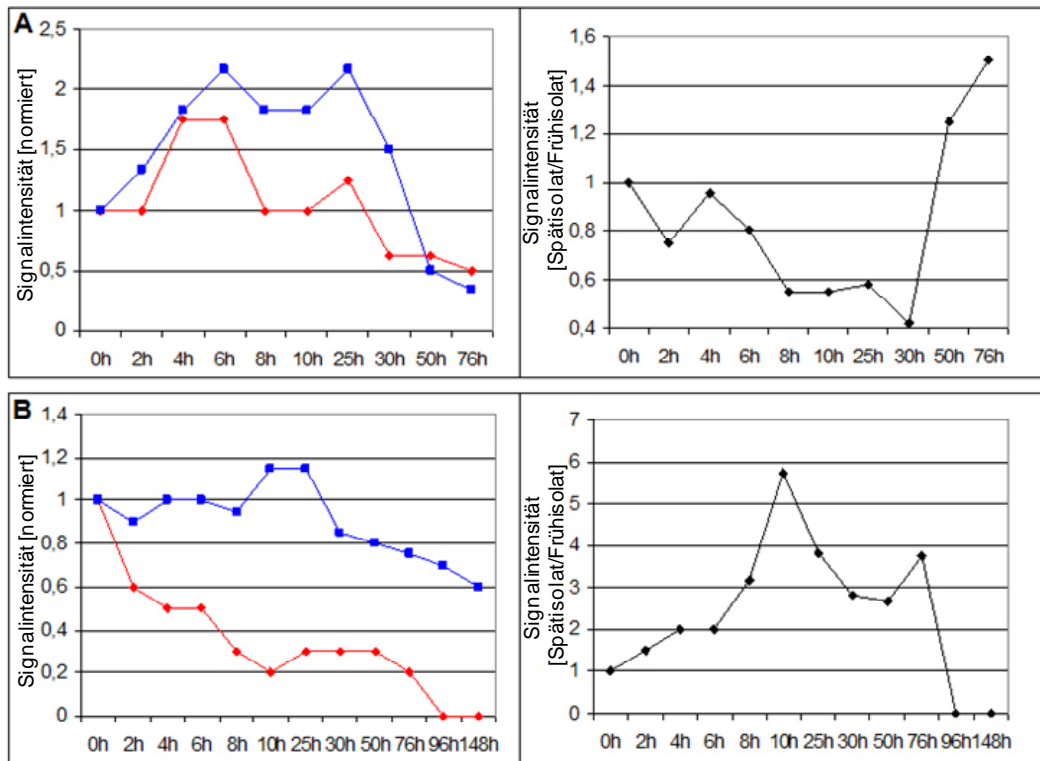 A
Signalintensität [nomiert]
2,5
2
1,5
1
0,5
0
0h 2h 4h 6h 8h 10h 25h 30h 50h 76h
Signalintensität
[Spätisolat/Frühisolat]
1,6
1,4
1,2
1
0,8
0,6
0,4
0h 2h 4h 6h 8h 10h 25h 30h 50h 76h
B
Signalintensität [normiert]
1,4
1,2
1
0,8
0,6
0,4
0,2
0
0h 2h 4h 6h 8h 10h 25h 30h 50h 76h 96h 148h
Signalintensität
[Spätisolat/Frühisolat]
7
6
5
4
3
2
1
0
0h 2h 4h 6h 8h 10h 25h 30h 50h 76h 96h 148h